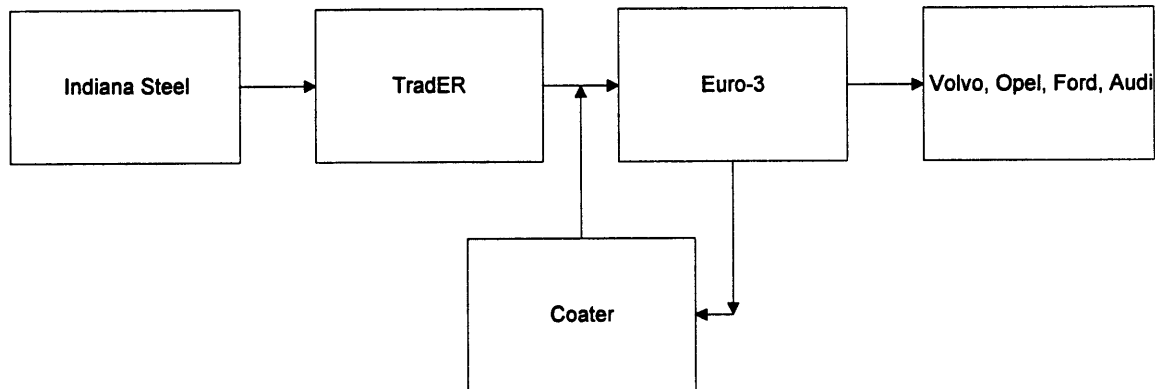 Indiana Steel
TradER
Euro-3
Volvo, Opel, Ford, Audi
Coater